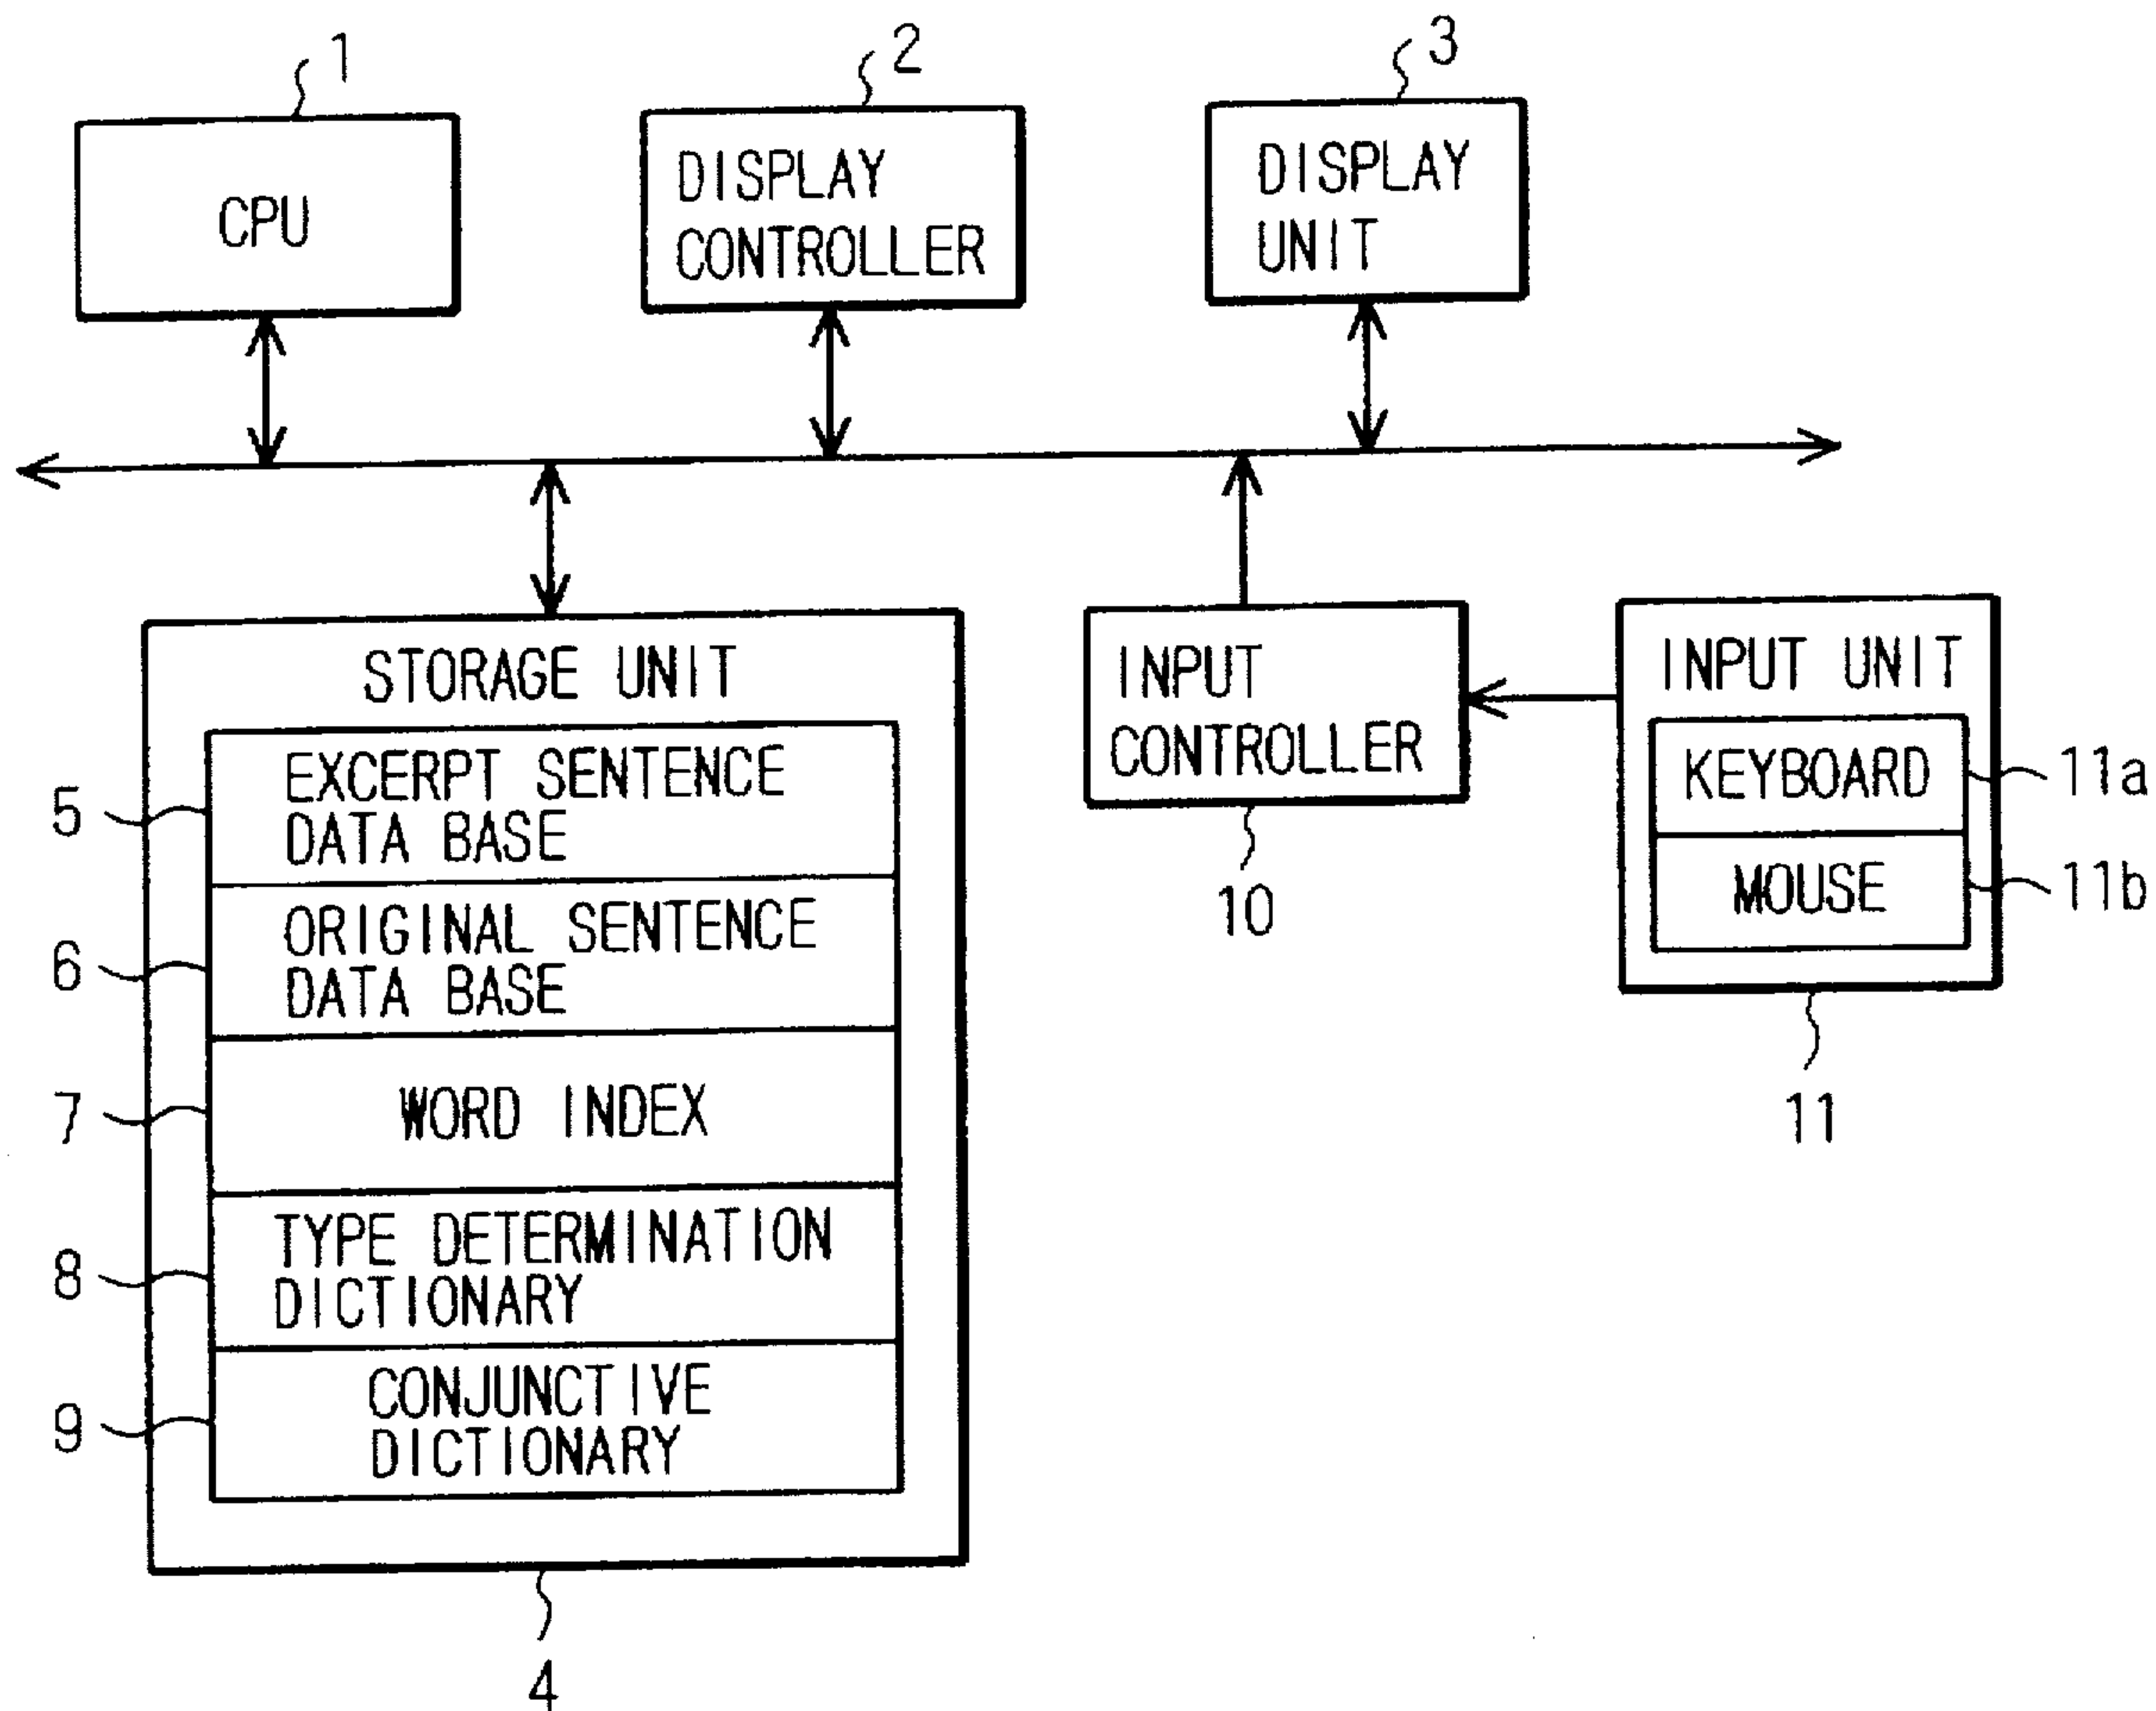 1
2
3
CPU
DISPLAY
CONTROLLER
DISPLAY
UNIT
STORAGE UNIT
EXCERPT SENTENCE
DATA BASE
5
ORIGINAL SENTENCE
DATA BASE
6
WORD INDEX
7
TYPE DETERMINATION
DICTIONARY
8
CONJUNCTIVE
DICTIONARY
9
4
INPUT
CONTROLLER
10
INPUT UNIT
KEYBOARD
11a
MOUSE
11b
11